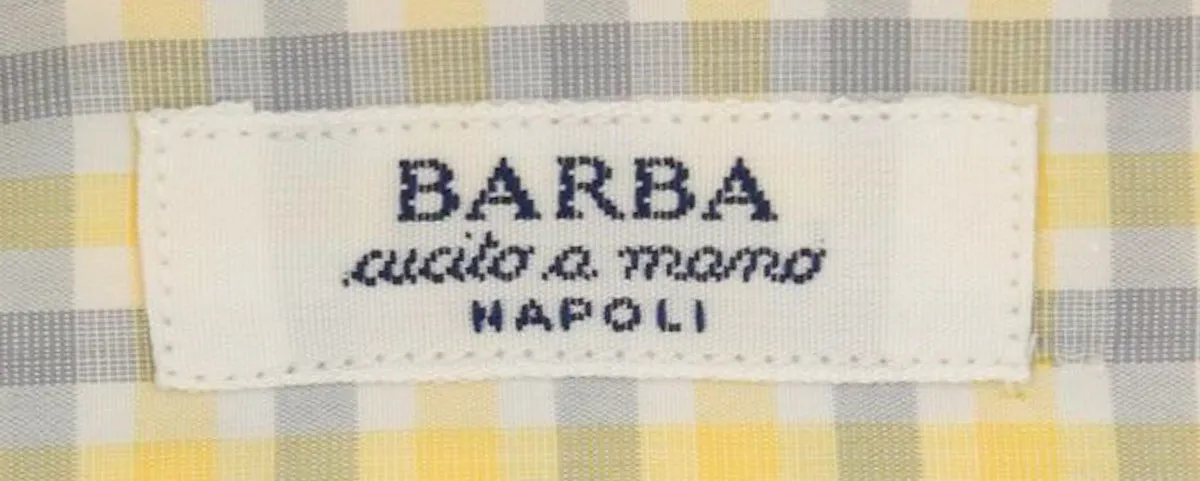 BARBA
cucito a mano
NAPOLI